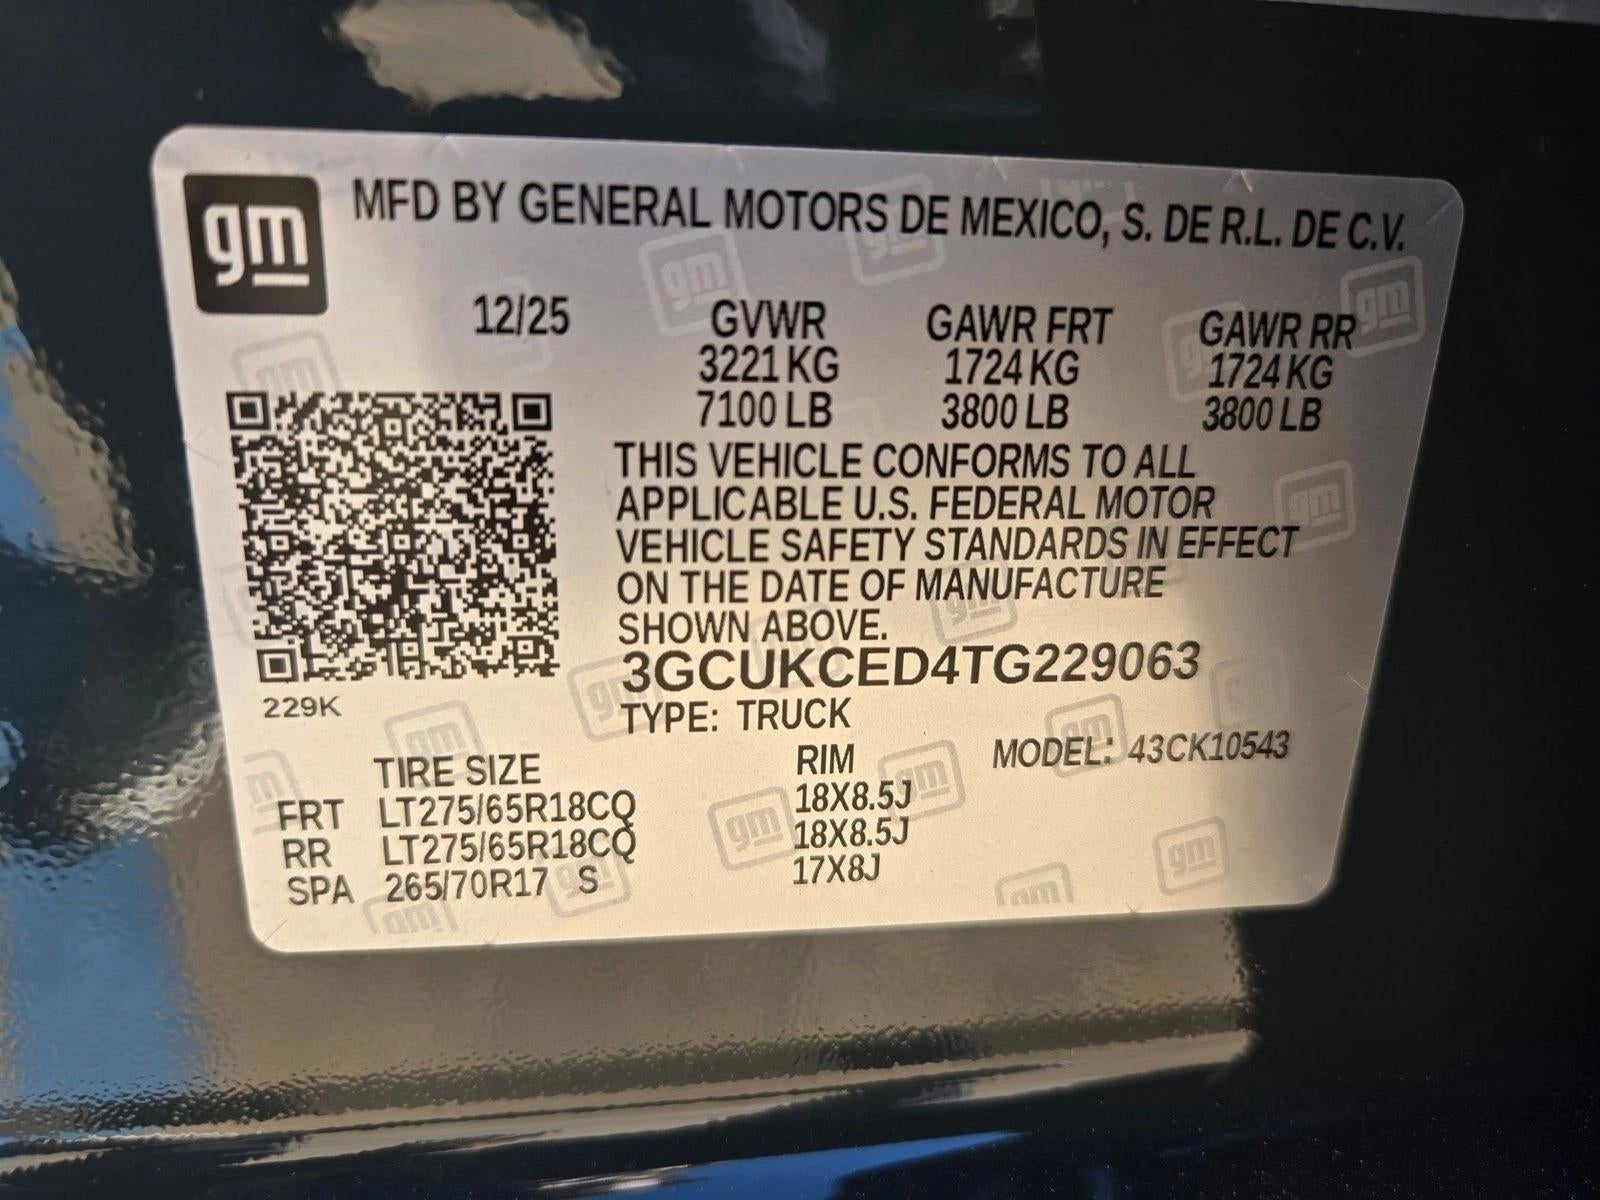 gm MFD BY GENERAL MOTORS DE MEXICO, S. DE R.L. DE C.V.
12/25 GVWR GAWR FRT GAWR RR
3221 KG 1724 KG 1724 KG
7100 LB 3800 LB 3800 LB
THIS VEHICLE CONFORMS TO ALL
APPLICABLE U.S. FEDERAL MOTOR
VEHICLE SAFETY STANDARDS IN EFFECT
ON THE DATE OF MANUFACTURE
SHOWN ABOVE.
3GCUKCED4TG229063
229K
TYPE: TRUCK
MODEL: 43CK10543
TIRE SIZE RIM
FRT LT275/65R18CQ 18X8.5J
RR LT275/65R18CQ 18X8.5J
SPA 265/70R17 S 17X8J